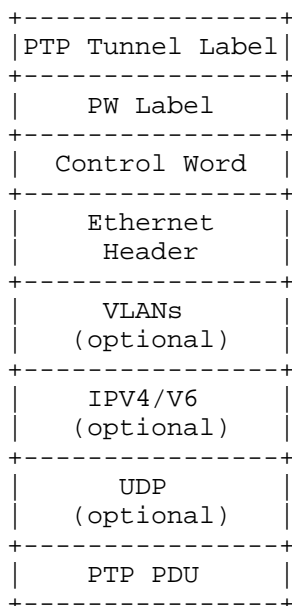 PTP Tunnel Label
PW Label
Control Word
Ethernet
Header
VLANs
(optional)
IPV4/V6
(optional)
UDP
(optional)
PTP PDU